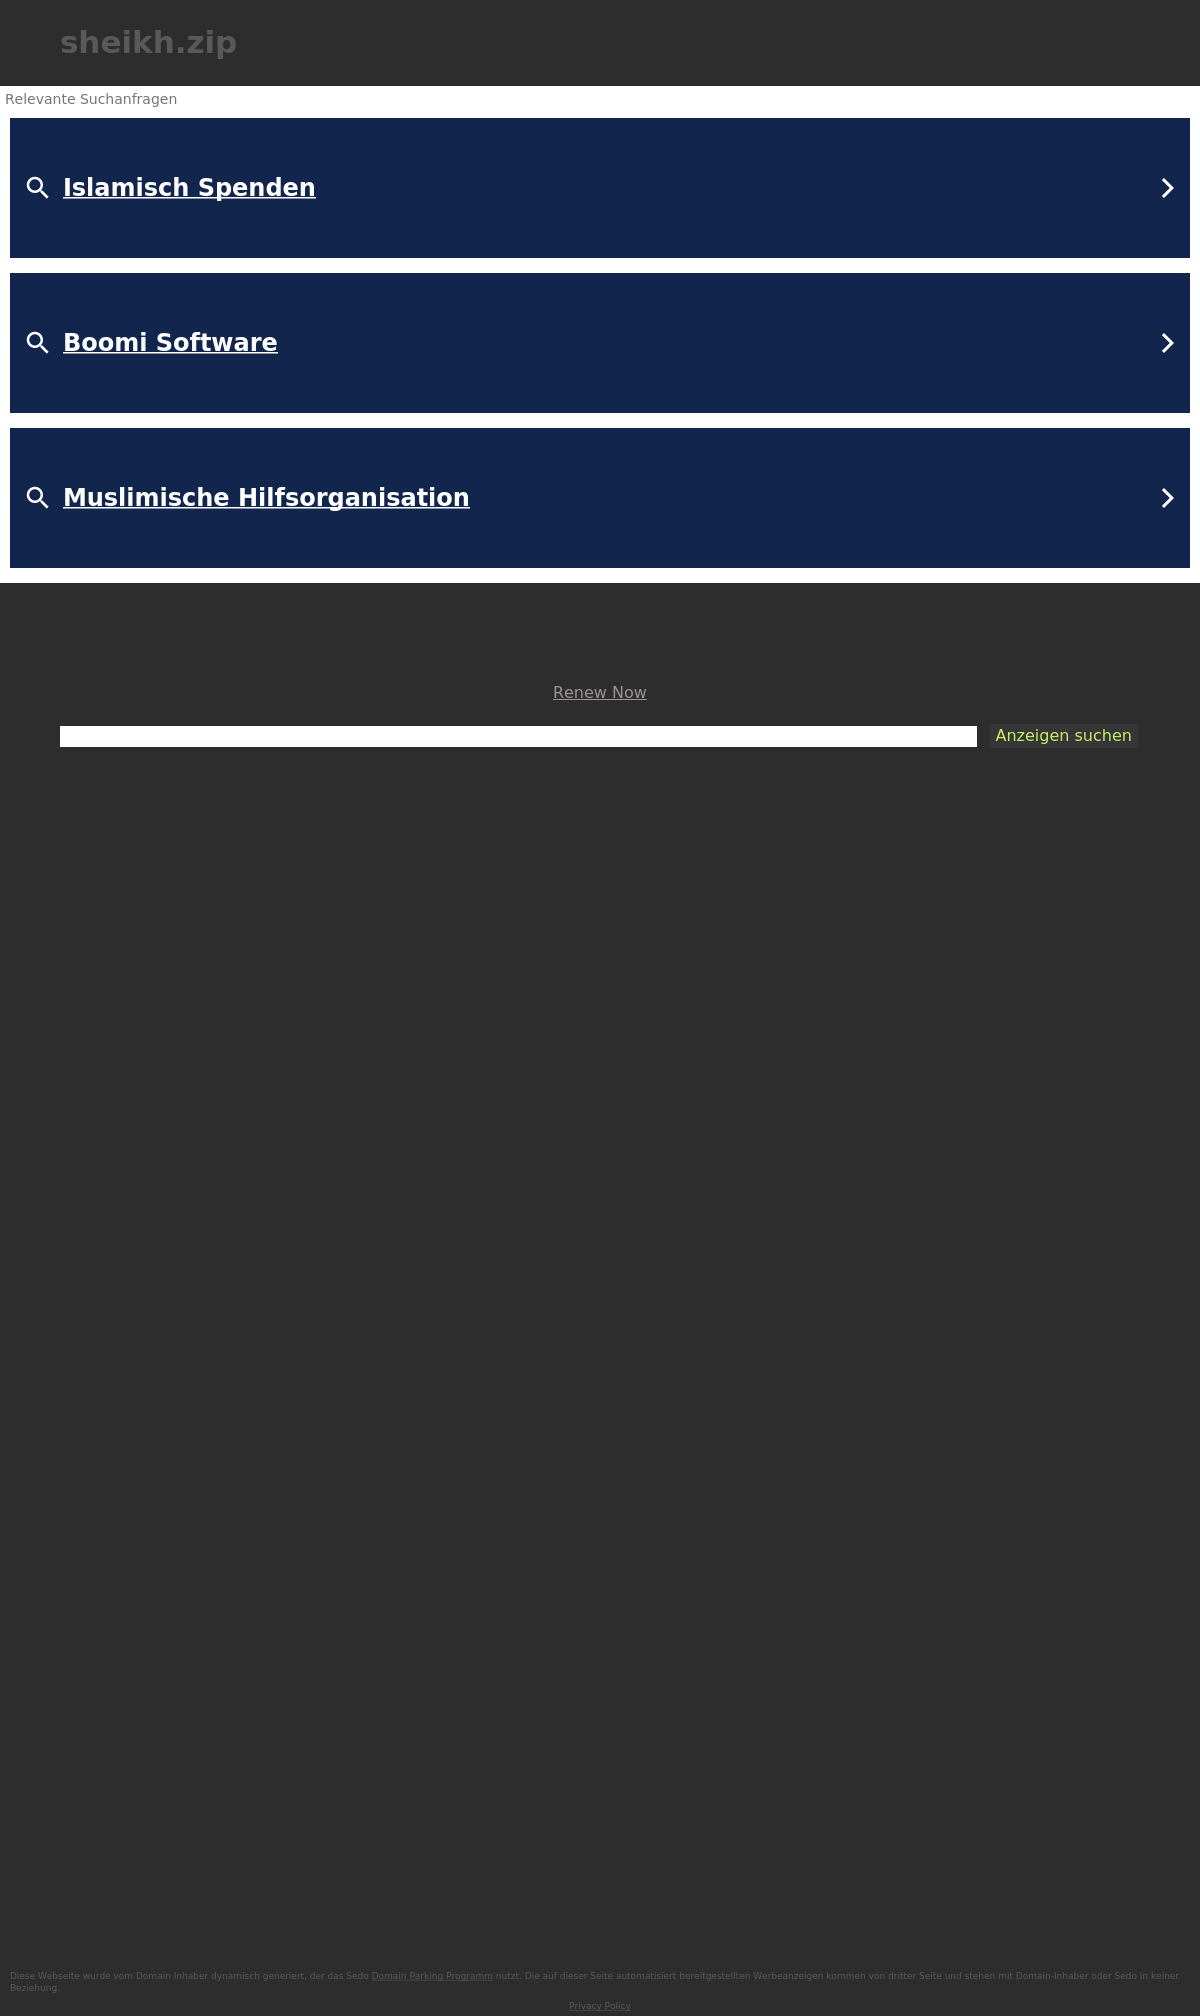 sheikh.zip
Relevante Suchanfragen
Islamisch Spenden
Boomi Software
Muslimische Hilfsorganisation
Renew Now
Anzeigen suchen
Diese Webseite wurde vom Domain Inhaber dynamisch generiert, der das Sedo Domain Parking Programm nutzt. Die auf dieser Seite automatisiert bereitgestellten Werbeanzeigen kommen von dritter Seite und stehen mit Domain-Inhaber oder Sedo in keiner
Beziehung.
Privacy Policy